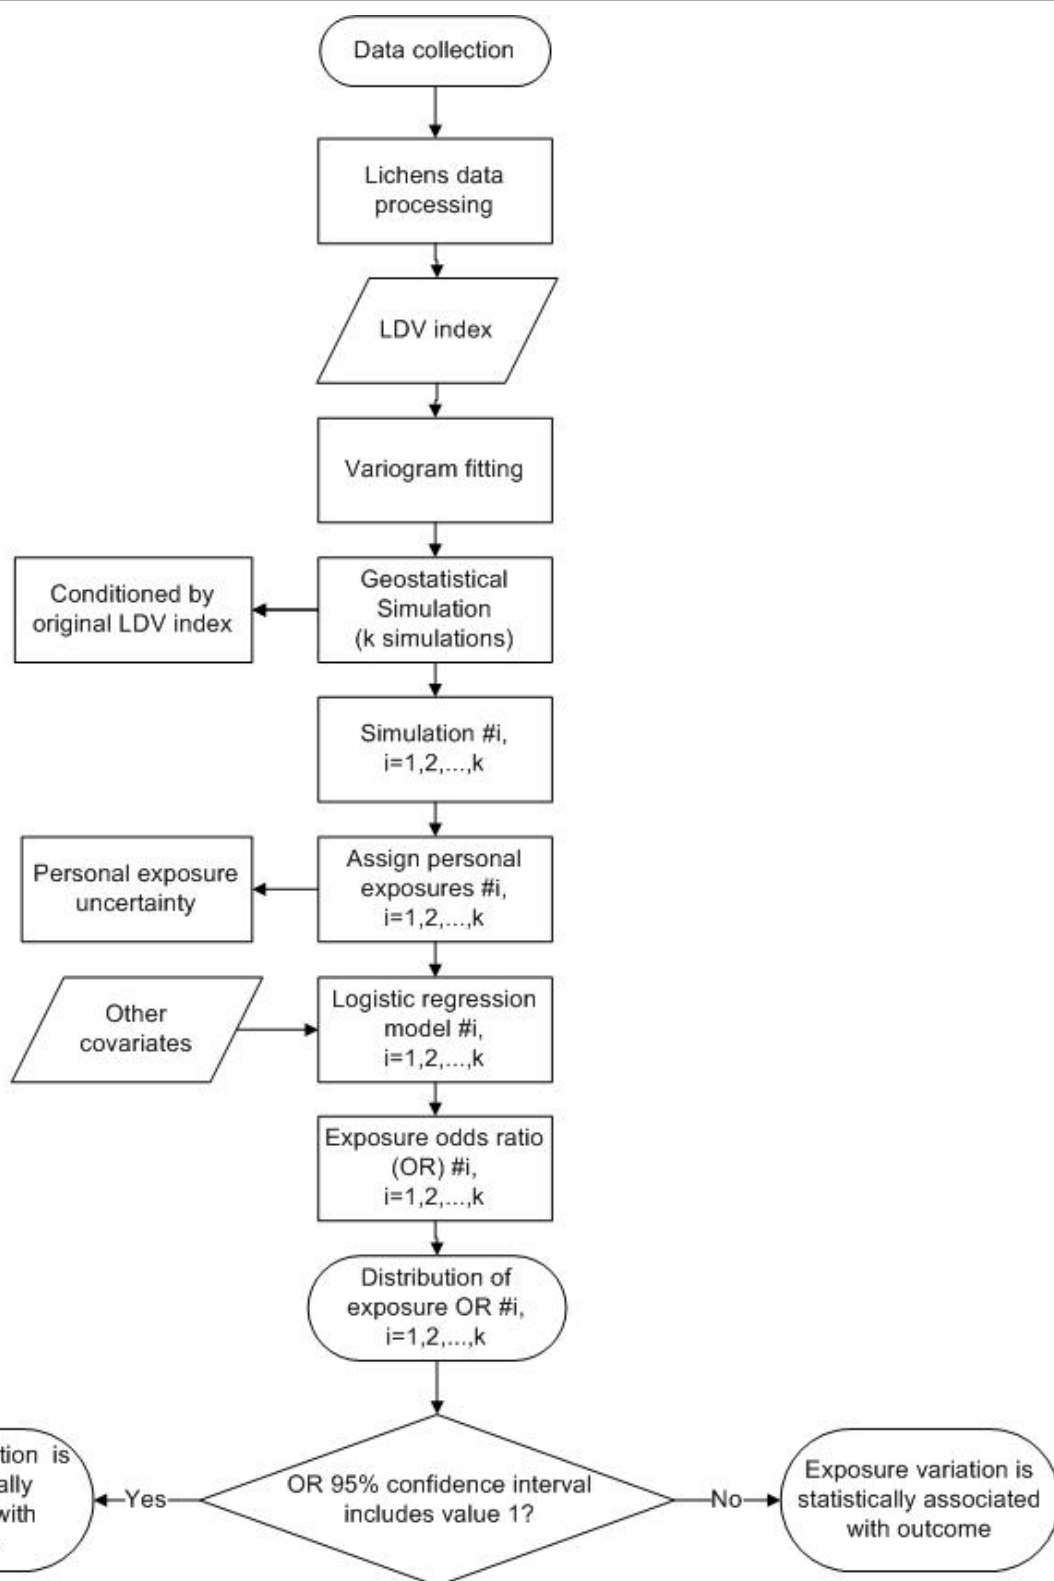 Data collection
Lichens data
processing
LDV index
Variogram fitting
Conditioned by
original LDV index
Geostatistical
Simulation
(k simulations)
Simulation #i,
i=1,2,...,k
Personal exposure
uncertainty
Assign personal
exposures #i,
i=1,2,...,k
Other
covariates
Logistic regression
model #i,
i=1,2,...,k
Exposure odds ratio
(OR) #i,
i=1,2,...,k
Distribution of
exposure OR #i,
i=1,2,...,k
is
with
Yes
OR 95% confidence interval
includes value 1?
No
Exposure variation is
statistically associated
with outcome